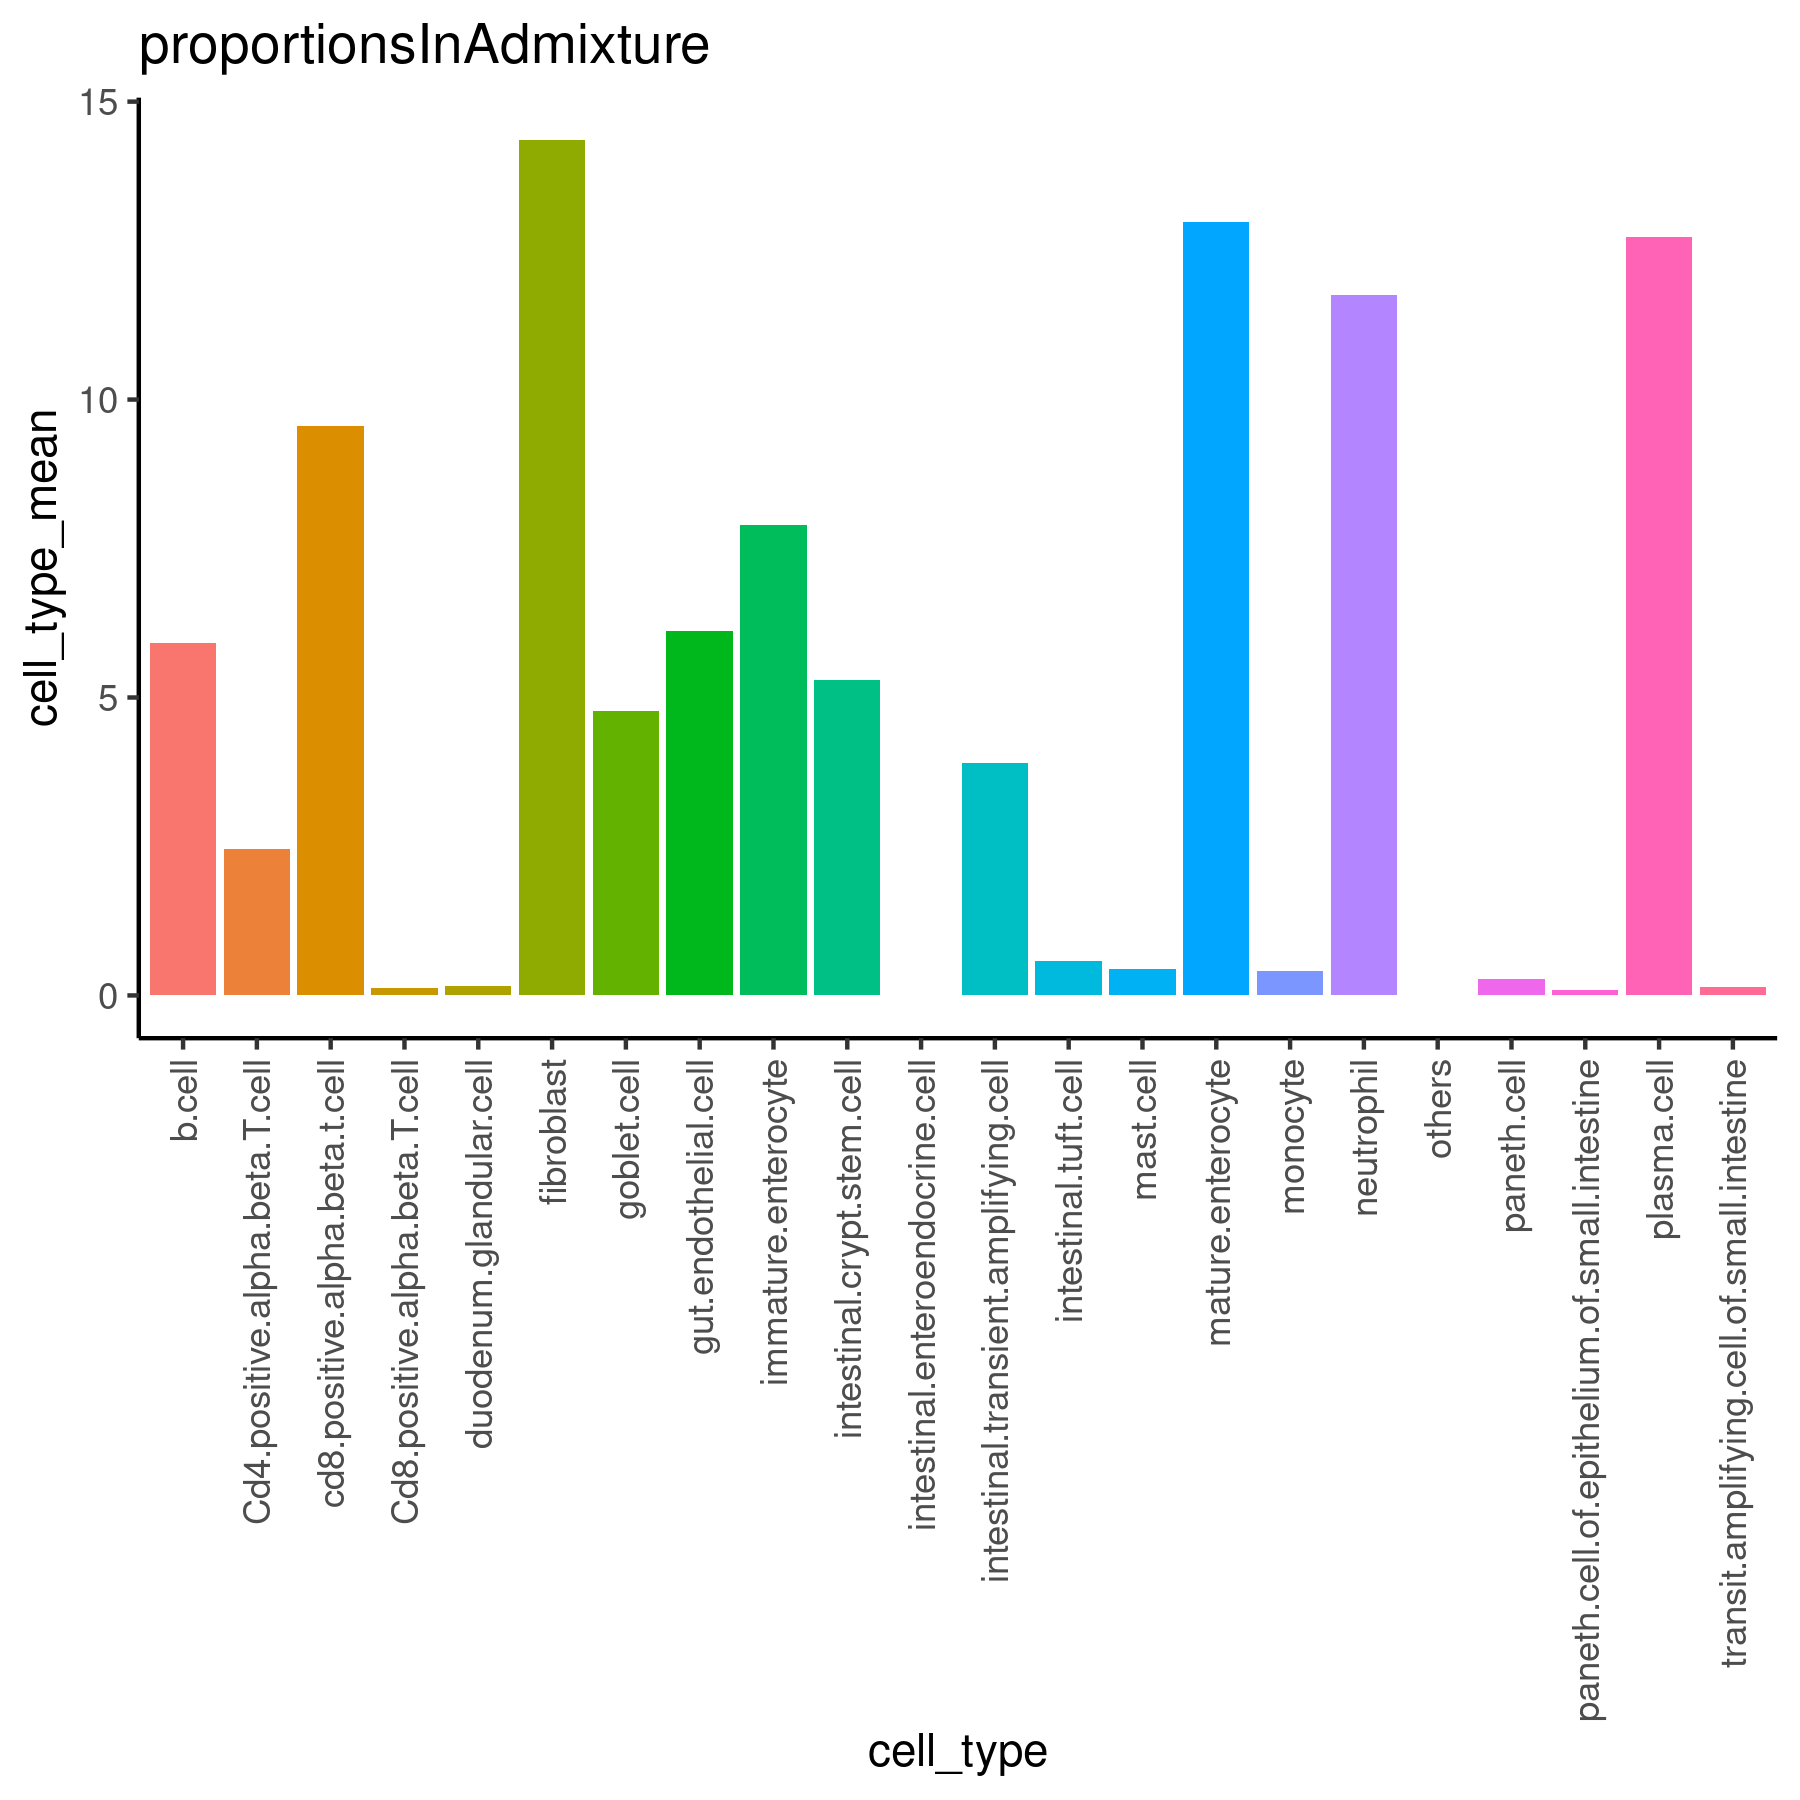 proportionsInAdmixture
cell_type_mean
15
10
5
0
b.cell
Cd4.positive.alpha.beta.T.cell
cd8.positive.alpha.beta.t.cell
Cd8.positive.alpha.beta.T.cell
duodenum.glandular.cell
fibroblast
goblet.cell
gut.endothelial.cell
immature.enterocyte
intestinal.crypt.stem.cell
intestinal.enteroendocrine.cell
intestinal.transient.amplifying.cell
intestinal.tuft.cell
mast.cell
mature.enterocyte
monocyte
neutrophil
others
paneth.cell
paneth.cell.of.epithelium.of.small.intestine
plasma.cell
transit.amplifying.cell.of.small.intestine
cell_type